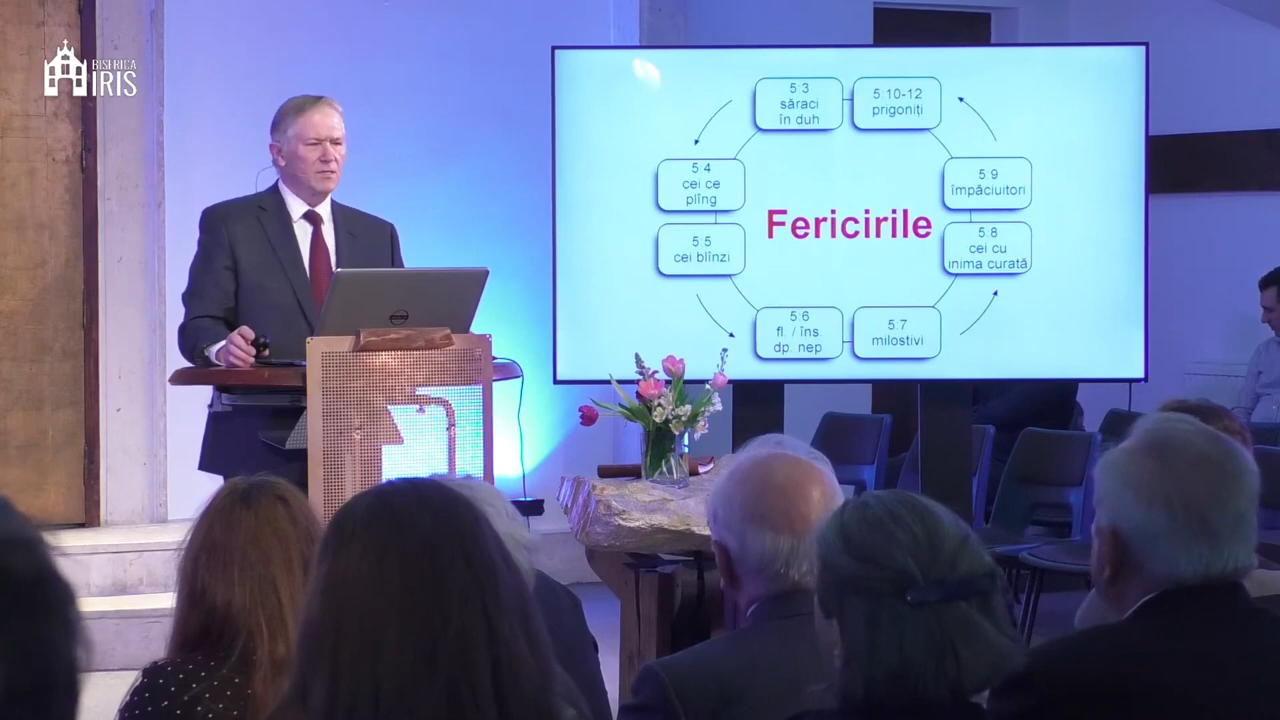 BISERICA
IRIS
5:3
săraci
în duh
5:10-12
prigoniți
5:4
cei ce
plîng
5:9
împăciuitori
Fericirile
5:5
cei blînzi
5:8
cei cu
inima curată
5:6
fl. / îns.
dp. nep
5:7
milostivi